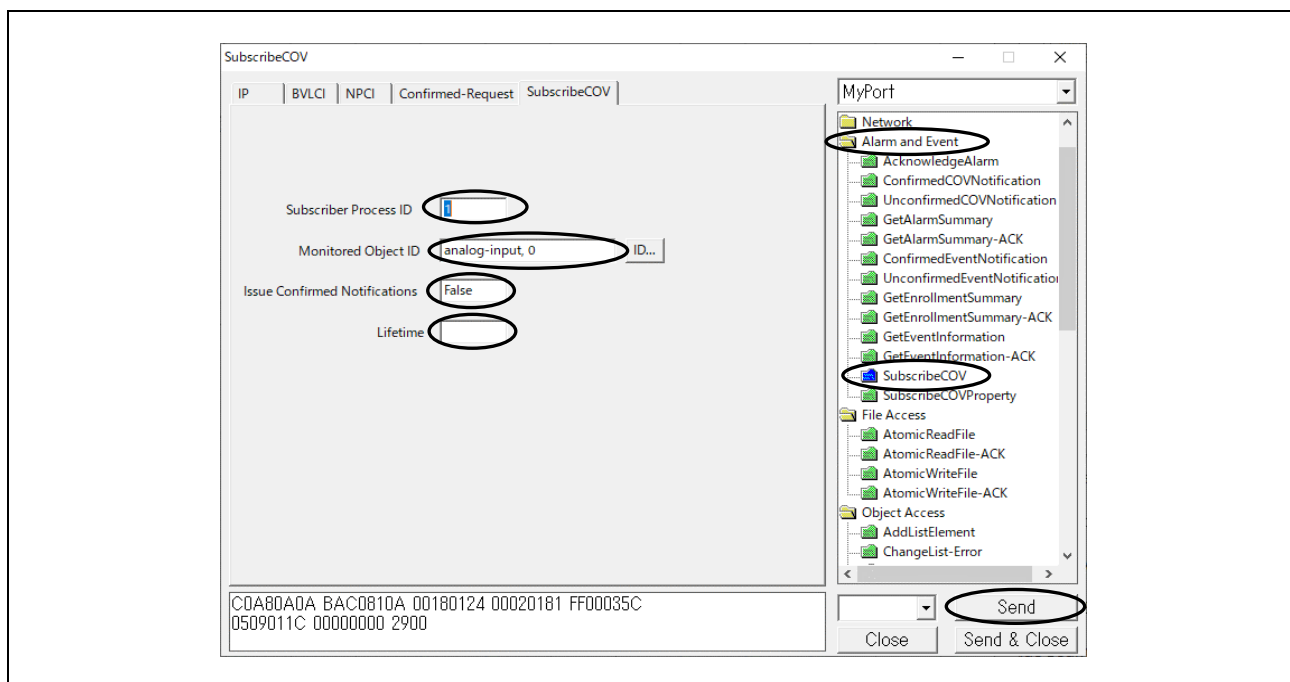 SubscribeCOV
IP BVLCI NPCI Confirmed-Request SubscribeCOV
Subscriber Process ID 1
Monitored Object ID analog-input, 0 ID...
Issue Confirmed Notifications False
Lifetime
C0A80A0A BAC0810A 00180124 00020181 FF00035C
0509011C 00000000 2900
MyPort
Network
Alarm and Event
AcknowledgeAlarm
ConfirmedCOVNotification
UnconfirmedCOVNotification
GetAlarmSummary
GetAlarmSummary-ACK
ConfirmedEventNotification
UnconfirmedEventNotification
GetEnrollmentSummary
GetEnrollmentSummary-ACK
GetEventInformation
GetEventInformation-ACK
SubscribeCOV
SubscribeCOVProperty
File Access
AtomicReadFile
AtomicReadFile-ACK
AtomicWriteFile
AtomicWriteFile-ACK
Object Access
AddListElement
ChangeList-Error
Send
Close Send & Close